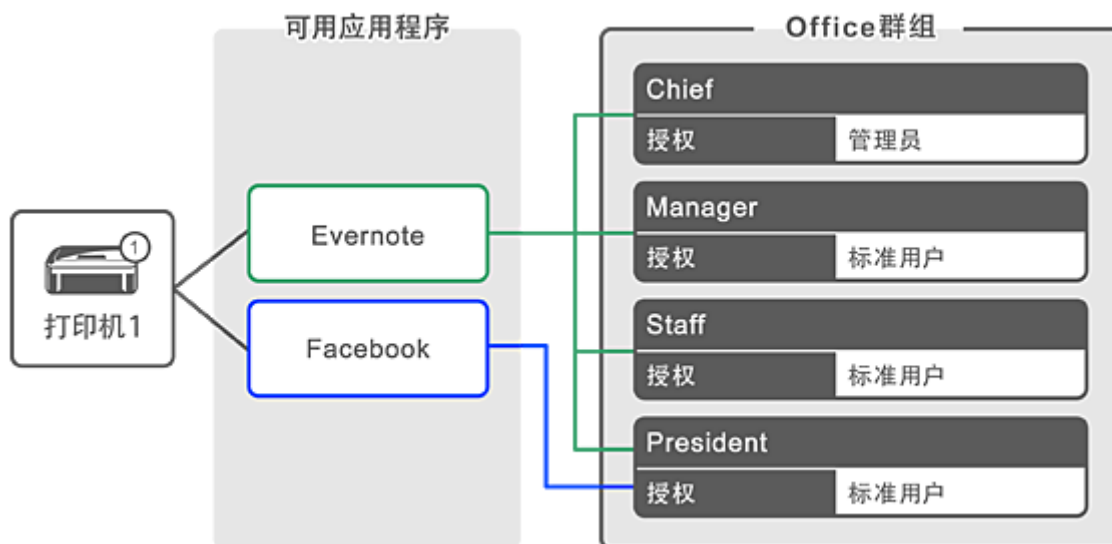 可用应用程序
Office群组
Chief
授权 管理员
Evernote
Manager
授权 标准用户
1
打印机1
Facebook
Staff
授权 标准用户
President
授权 标准用户